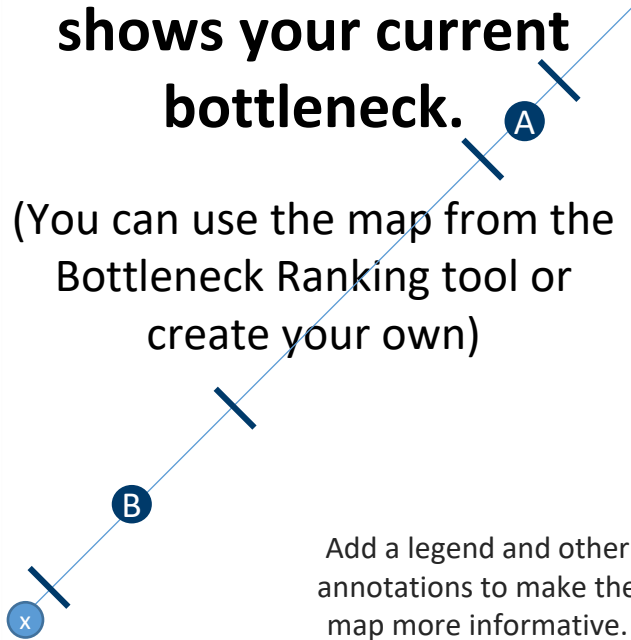 shows your current
bottleneck.
A
(You can use the map from the
Bottleneck Ranking tool or
create your own)
B
Add a legend and other
annotations to make the
map more informative.
x